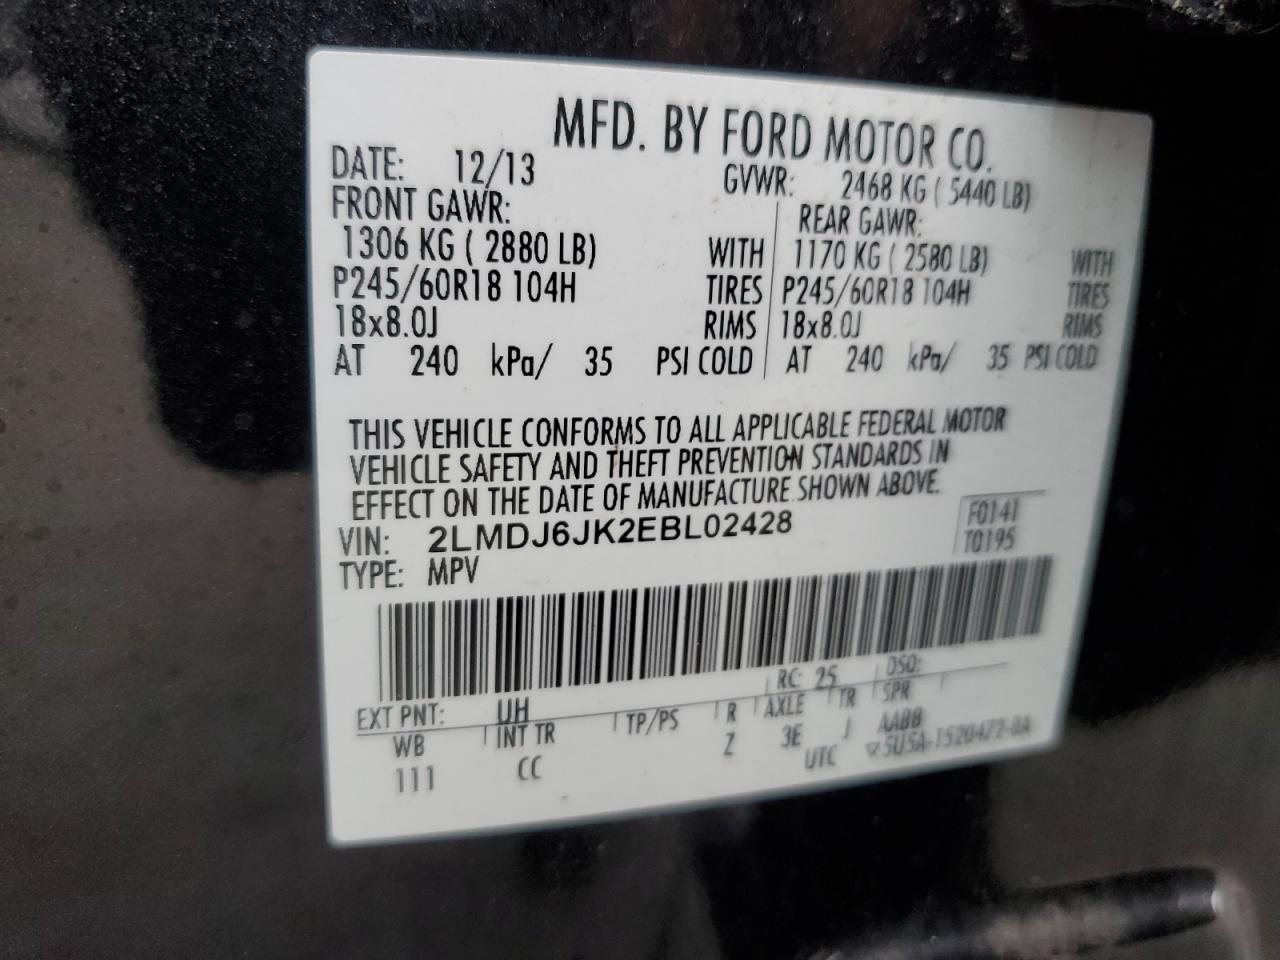 MFD. BY FORD MOTOR CO.
DATE: 12/13 GVWR: 2468 KG ( 5440 LB)
FRONT GAWR: REAR GAWR:
1306 KG ( 2880 LB) WITH 1170 KG ( 2580 LB) WITH
P245/60R18 104H TIRES P245/60R18 104H TIRES
18x8.0J RIMS 18x8.0J RIMS
AT 240 kPa/ 35 PSI COLD AT 240 kPa/ 35 PSI COLD
THIS VEHICLE CONFORMS TO ALL APPLICABLE FEDERAL MOTOR
VEHICLE SAFETY AND THEFT PREVENTION STANDARDS IN
EFFECT ON THE DATE OF MANUFACTURE SHOWN ABOVE.
VIN: 2LMDJ6JK2EBL02428 F0141
TYPE: MPV T0195
EXT PNT: UH RC: 25 DSO:
WB INT TR TP/PS R AXLE TR SPR
111 CC Z 3E J AABB
UTC 5U5A-1520472-BA